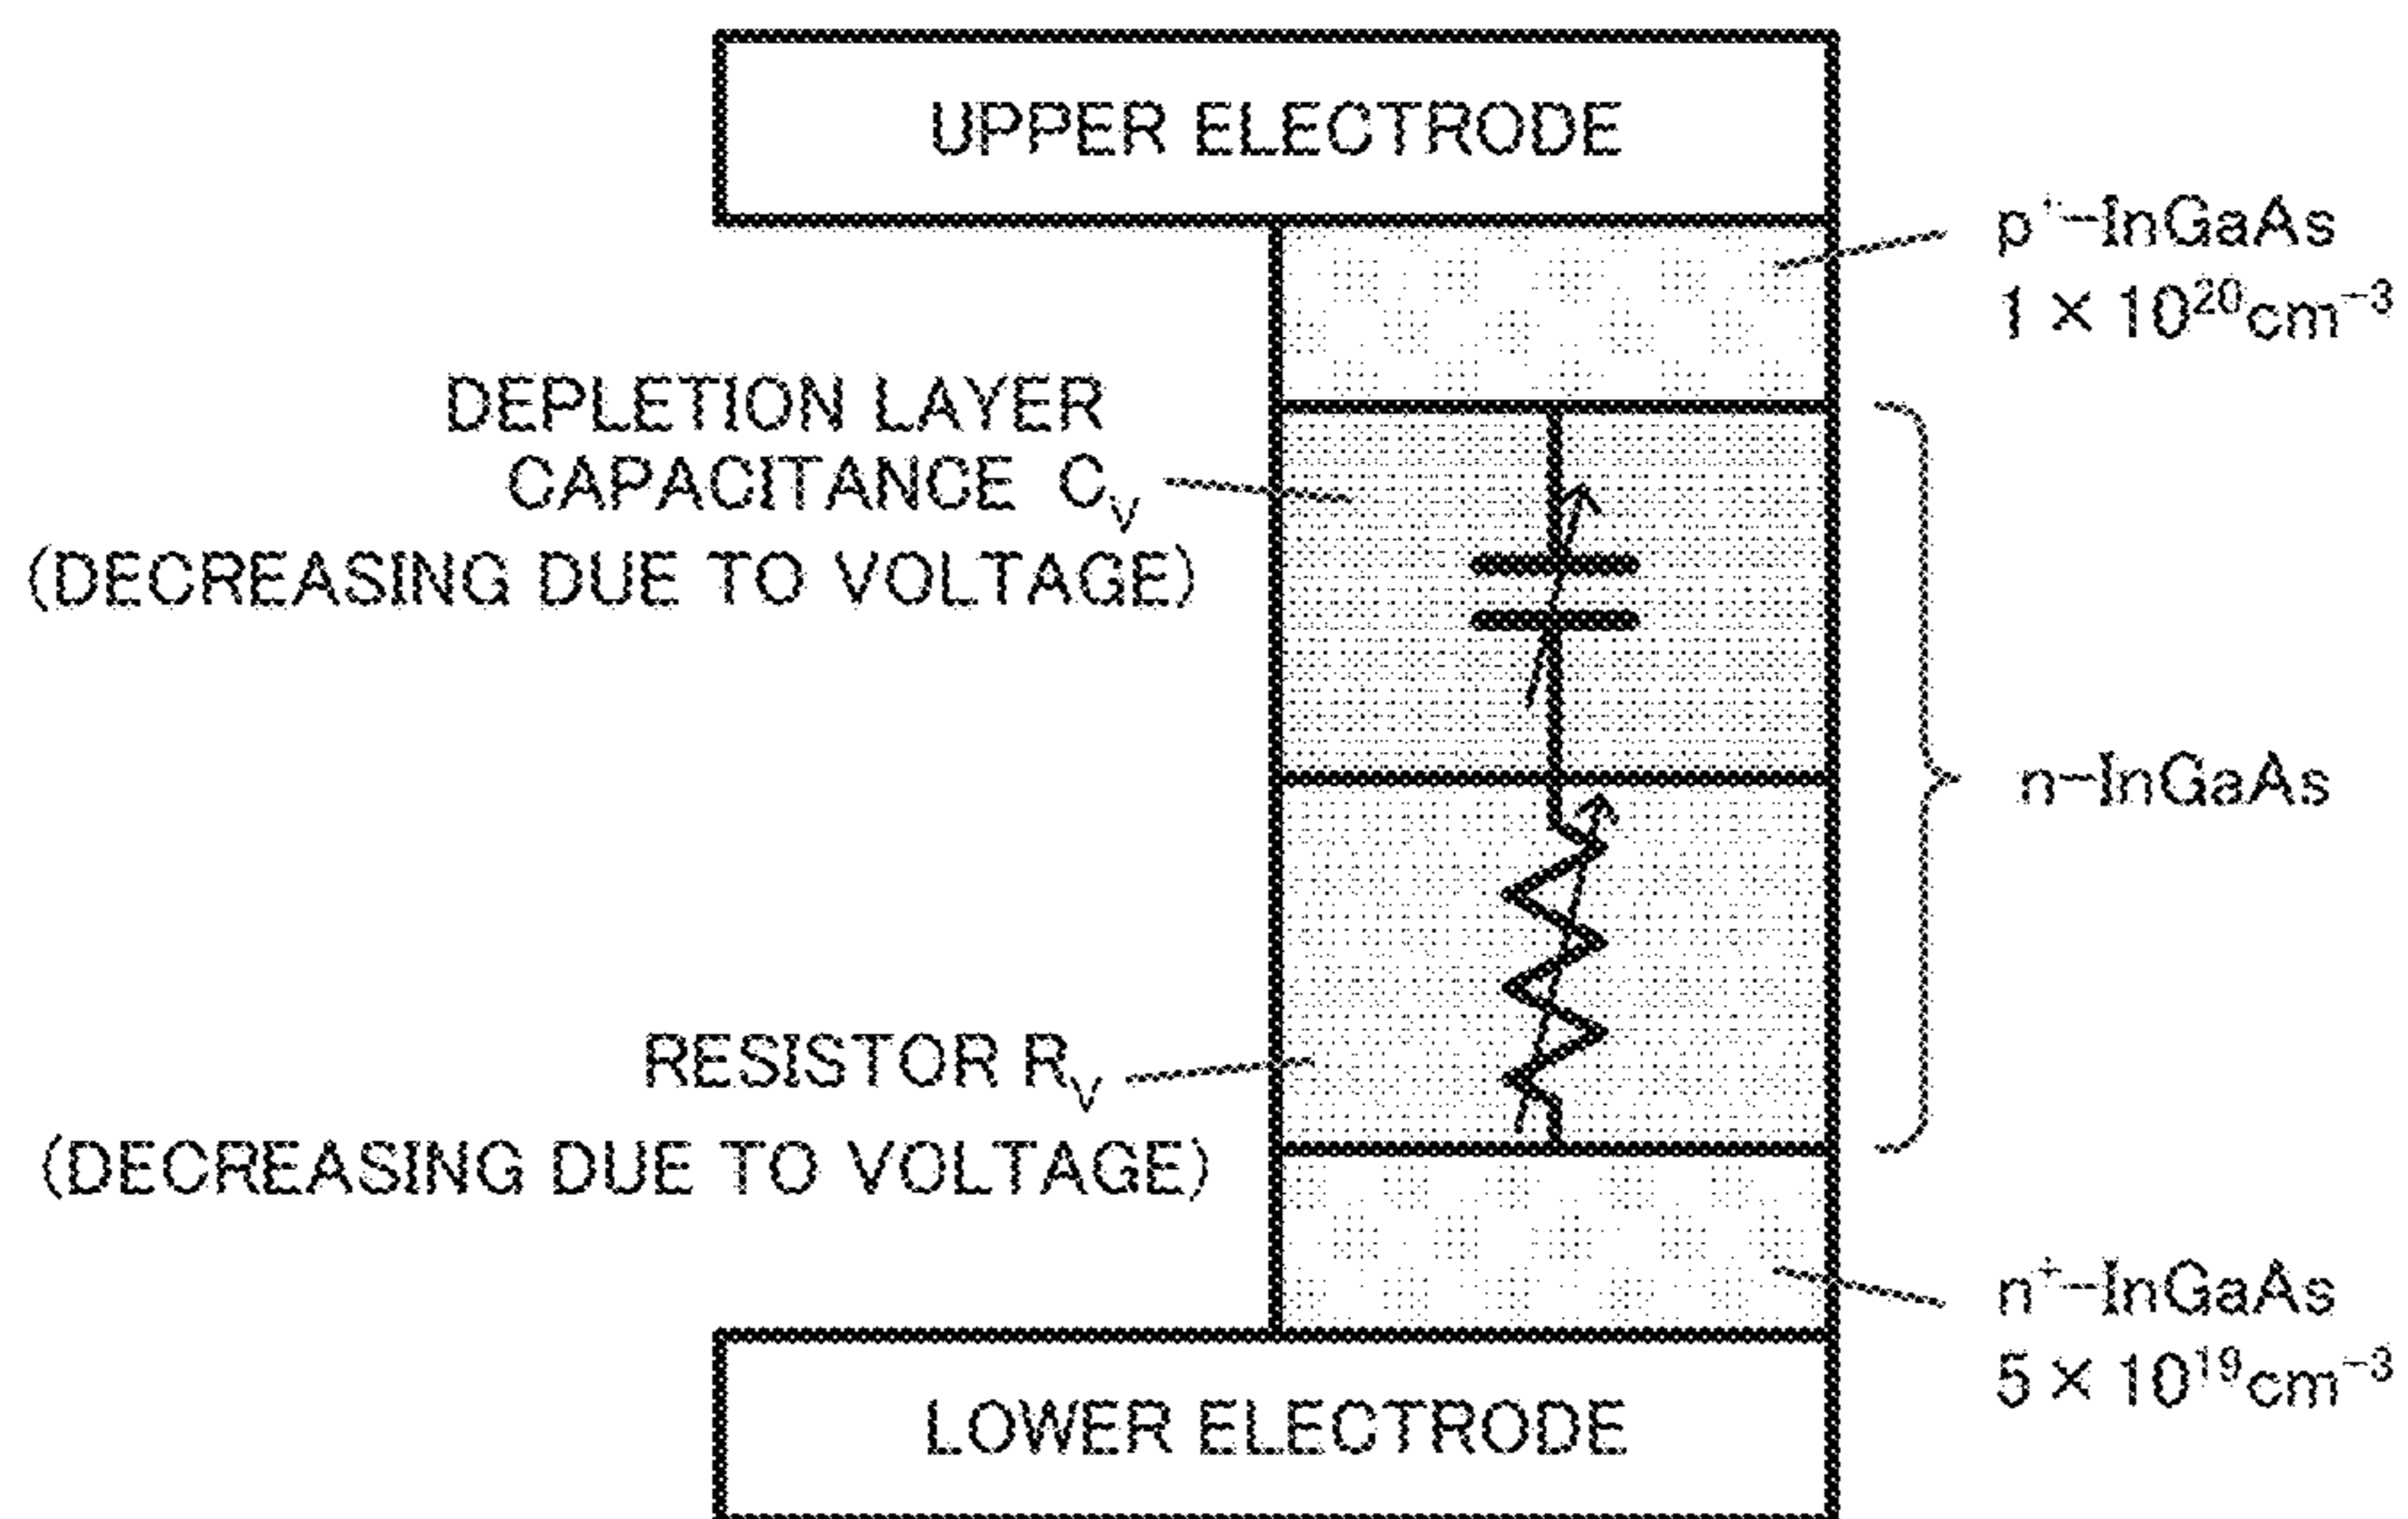 UPPER ELECTRODE
p⁺-InGaAs
1 × 10²⁰cm⁻³
DEPLETION LAYER
CAPACITANCE Cᵥ
(DECREASING DUE TO VOLTAGE)
n-InGaAs
RESISTOR Rᵥ
(DECREASING DUE TO VOLTAGE)
n⁺-InGaAs
5 × 10¹⁹cm⁻³
LOWER ELECTRODE